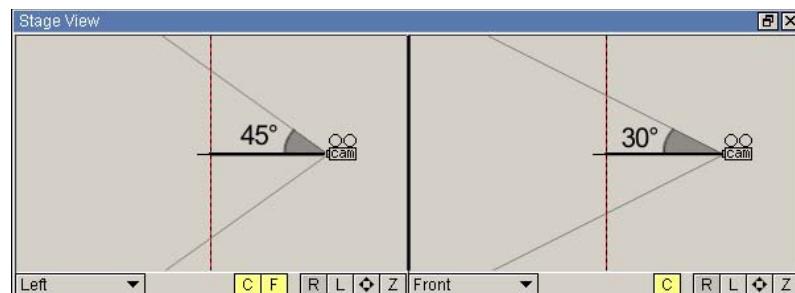 Stage View
45°
cam
30°
cam
Left C F R L Z Front C R L Z